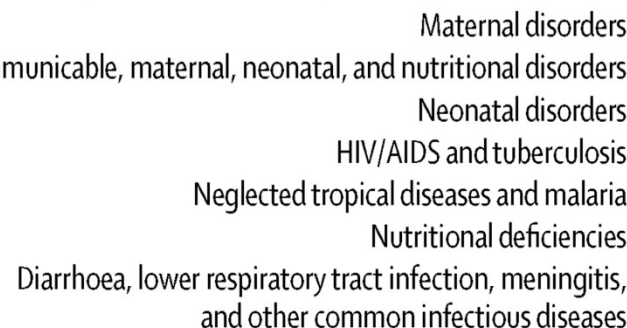 Maternal disorders
municable, maternal, neonatal, and nutritional disorders
Neonatal disorders
HIV/AIDS and tuberculosis
Neglected tropical diseases and malaria
Nutritional deficiencies
Diarrhoea, lower respiratory tract infection, meningitis,
and other common infectious diseases